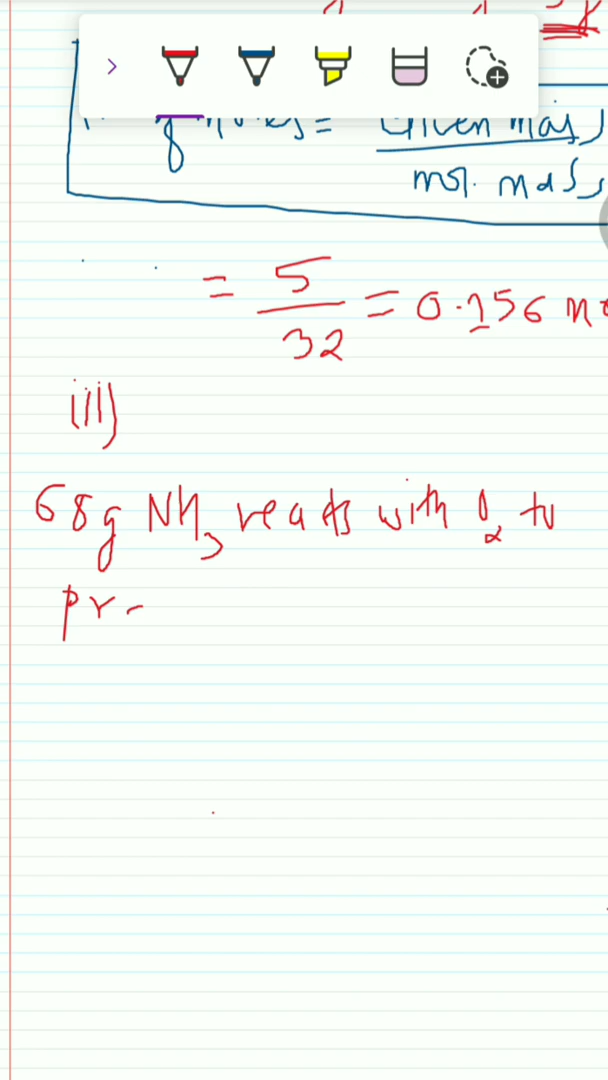 Given mass
mol. mass
= 5/32 = 0.156
iii)
68g NH3 reacts with O2 to
pr